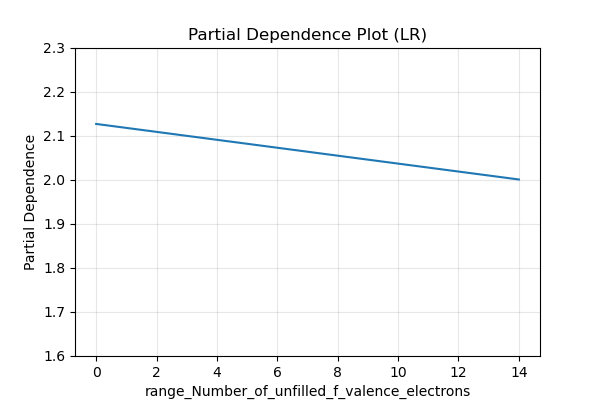 Partial Dependence Plot (LR)
2.3
2.2
2.1
2.0
1.9
1.8
1.7
1.6
Partial Dependence
0 2 4 6 8 10 12 14
range_Number_of_unfilled_f_valence_electrons